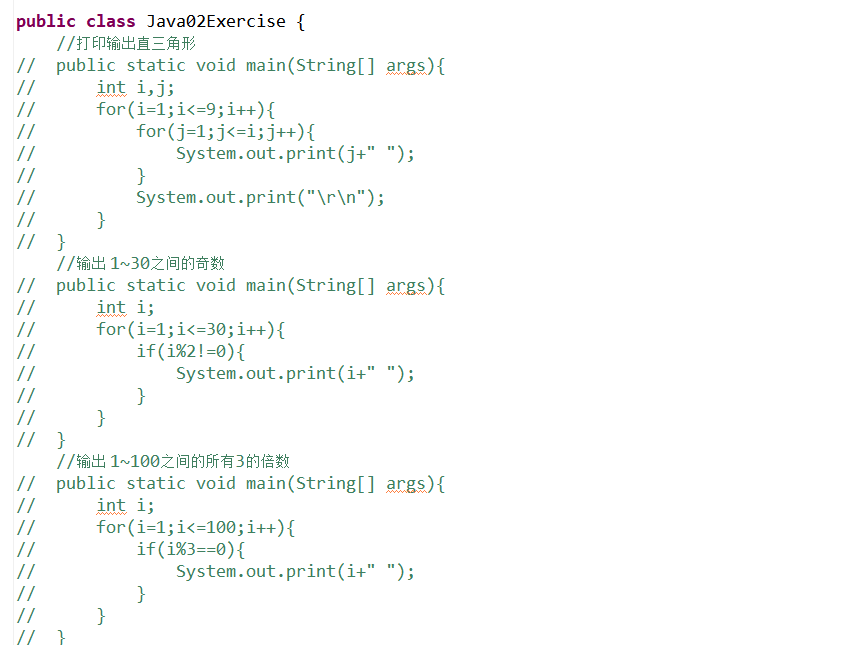 public class Java02Exercise {
    //打印输出直三角形
//  public static void main(String[] args){
//      int i,j;
//      for(i=1;i<=9;i++){
//          for(j=1;j<=i;j++){
//              System.out.print(j+" ");
//          }
//          System.out.print("\r\n");
//      }
//  }
    //输出1~30之间的奇数
//  public static void main(String[] args){
//      int i;
//      for(i=1;i<=30;i++){
//          if(i%2!=0){
//              System.out.print(i+" ");
//          }
//      }
//  }
    //输出1~100之间的所有3的倍数
//  public static void main(String[] args){
//      int i;
//      for(i=1;i<=100;i++){
//          if(i%3==0){
//              System.out.print(i+" ");
//          }
//      }
//  }